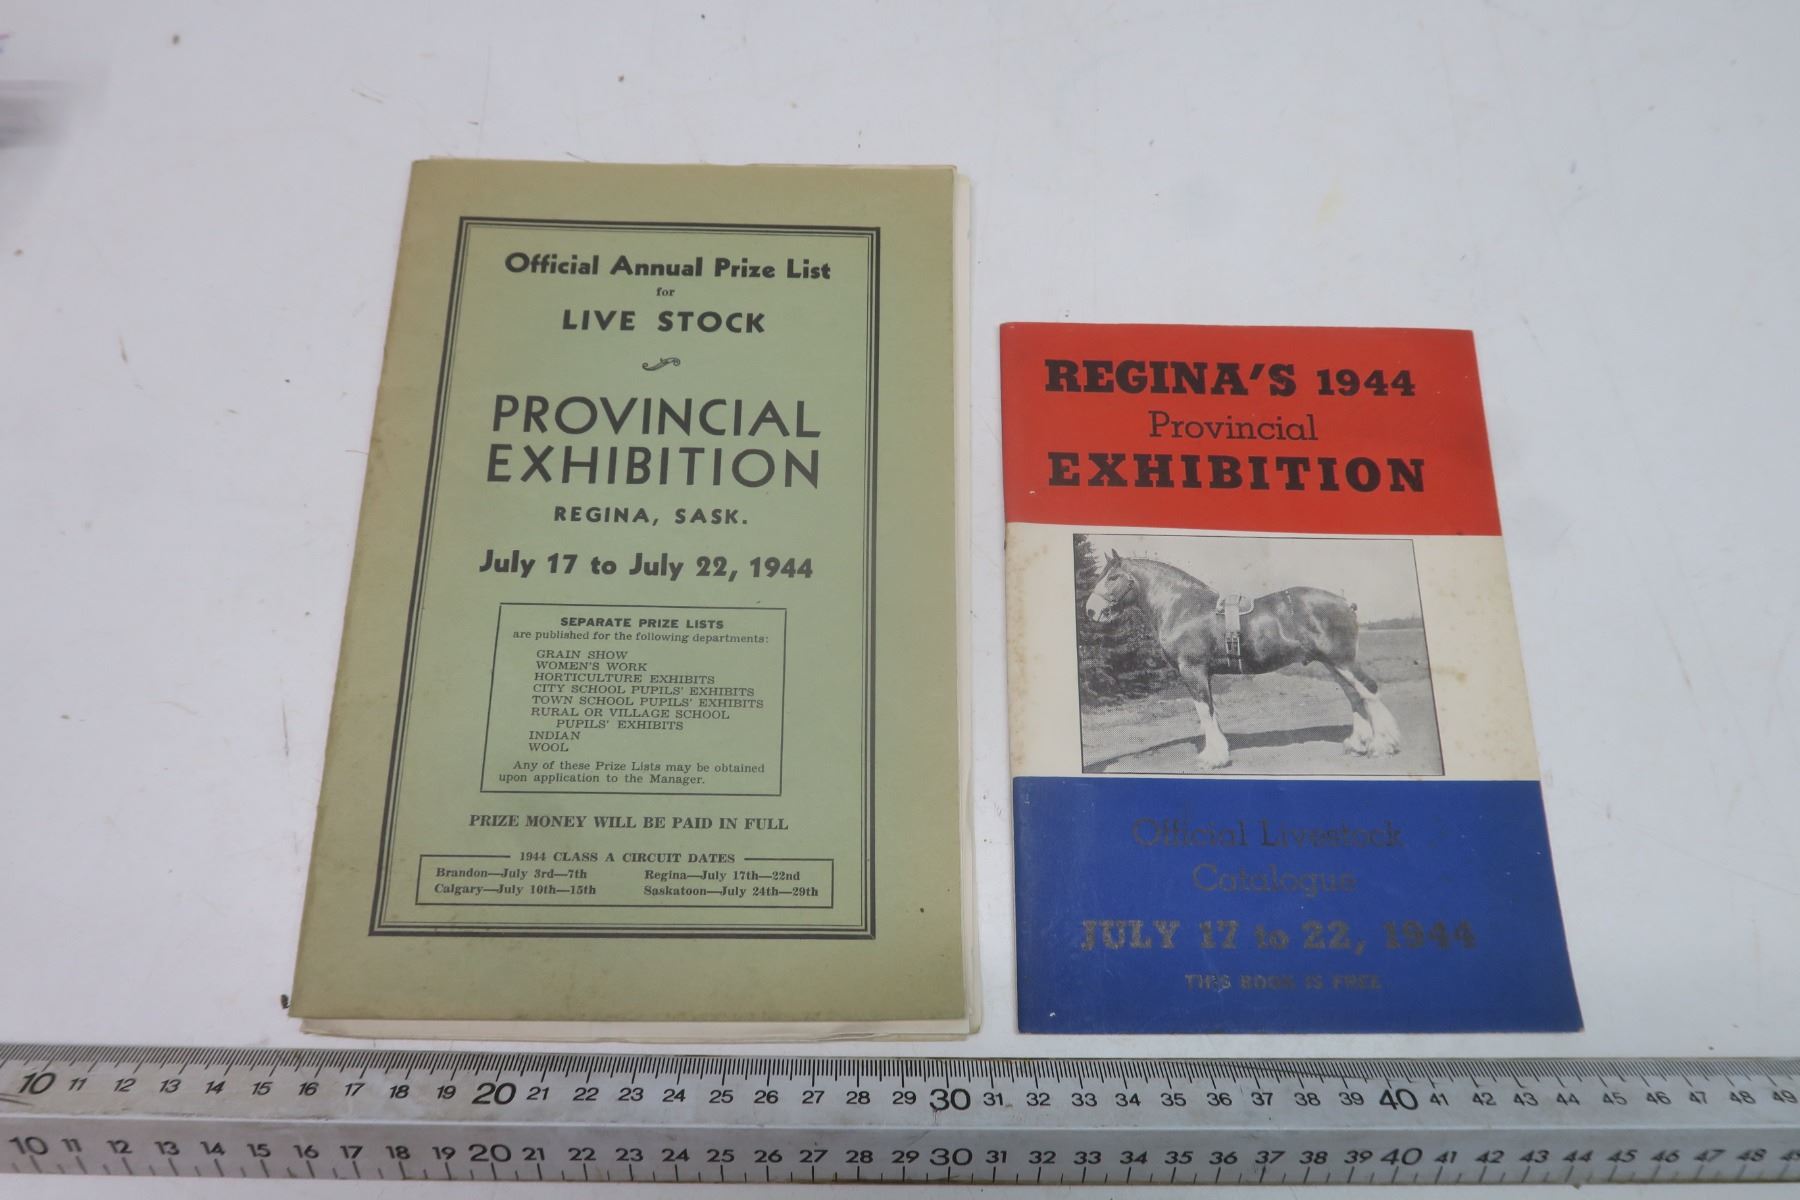 Official Annual Prize List
for
LIVE STOCK
PROVINCIAL
EXHIBITION
REGINA, SASK.
July 17 to July 22, 1944
SEPARATE PRIZE LISTS
are published for the following departments:
GRAIN SHOW
WOMEN'S WORK
HORTICULTURE EXHIBITS
CITY SCHOOL PUPILS' EXHIBITS
TOWN SCHOOL PUPILS' EXHIBITS
RURAL OR VILLAGE SCHOOL
PUPILS' EXHIBITS
INDIAN
WOOL
Any of these Prize Lists may be obtained
upon application to the Manager.
PRIZE MONEY WILL BE PAID IN FULL
1944 CLASS A CIRCUIT DATES
Brandon—July 3rd—7th Regina—July 17th—22nd
Calgary—July 10th—15th Saskatoon—July 24th—29th
REGINA'S 1944
Provincial
EXHIBITION
Official Livestock
Catalogue
JULY 17 to 22, 1944
THIS BOOK IS FREE
10 11 12 13 14 15 16 17 18 19 20 21 22 23 24 25 26 27 28 29 30 31 32 33 34 35 36 37 38 39 40 41 42 43 44 45 46 47 48 49
10 11 12 13 14 15 16 17 18 19 20 21 22 23 24 25 26 27 28 29 30 31 32 33 34 35 36 37 38 39 40 41 42 43 44 45 46 47 48 49